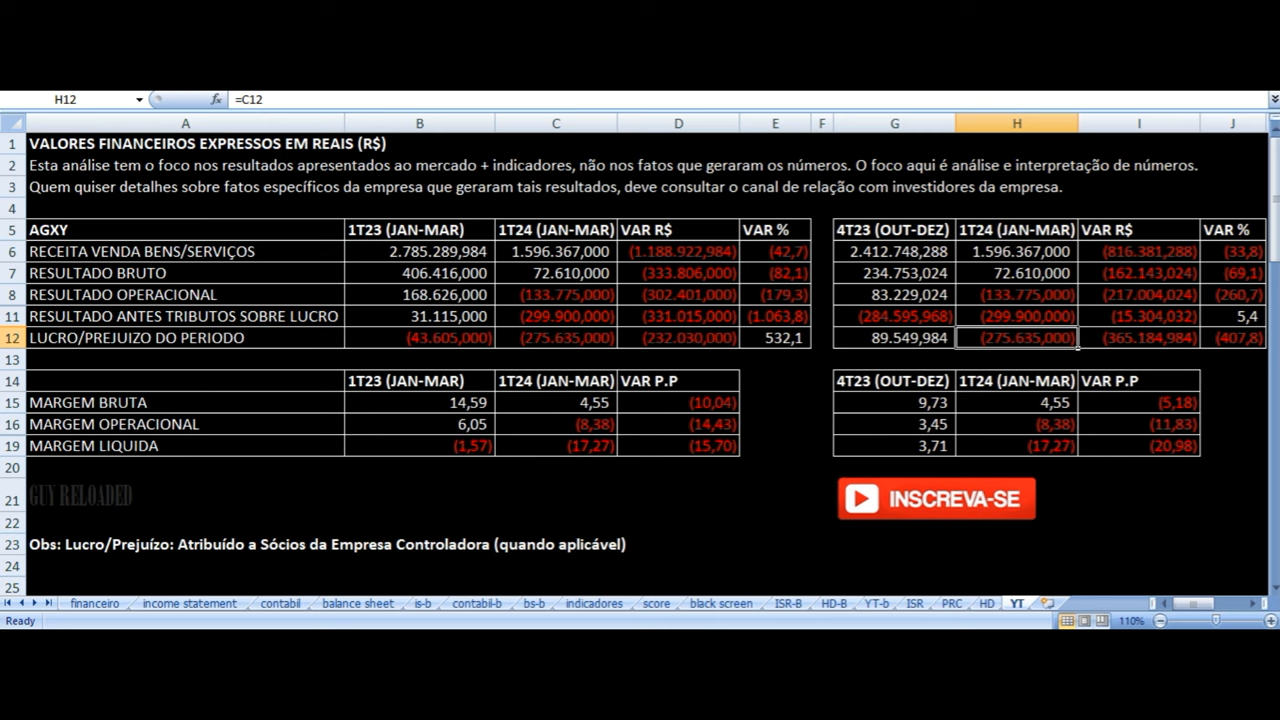 H12 fx =C12
A B C D E F G H I J
1 VALORES FINANCEIROS EXPRESSOS EM REAIS (R$)
2 Esta análise tem o foco nos resultados apresentados ao mercado + indicadores, não nos fatos que geraram os números. O foco aqui é análise e interpretação de números.
3 Quem quiser detalhes sobre fatos específicos da empresa que geraram tais resultados, deve consultar o canal de relação com investidores da empresa.
4
5 AGXY 1T23 (JAN-MAR) 1T24 (JAN-MAR) VAR R$ VAR % 4T23 (OUT-DEZ) 1T24 (JAN-MAR) VAR R$ VAR %
6 RECEITA VENDA BENS/SERVIÇOS 2.785.289,984 1.596.367,000 (1.188.922,984) (42,7) 2.412.748,288 1.596.367,000 (816.381,288) (33,8)
7 RESULTADO BRUTO 406.416,000 72.610,000 (333.806,000) (82,1) 234.753,024 72.610,000 (162.143,024) (69,1)
8 RESULTADO OPERACIONAL 168.626,000 (133.775,000) (302.401,000) (179,3) 83.229,024 (133.775,000) (217.004,024) (260,7)
11 RESULTADO ANTES TRIBUTOS SOBRE LUCRO 31.115,000 (299.900,000) (331.015,000) (1.063,8) (284.595,968) (299.900,000) (15.304,032) 5,4
12 LUCRO/PREJUIZO DO PERIODO (43.605,000) (275.635,000) (232.030,000) 532,1 89.549,984 (275.635,000) (365.184,984) (407,8)
13
14 1T23 (JAN-MAR) 1T24 (JAN-MAR) VAR P.P 4T23 (OUT-DEZ) 1T24 (JAN-MAR) VAR P.P
15 MARGEM BRUTA 14,59 4,55 (10,04) 9,73 4,55 (5,18)
16 MARGEM OPERACIONAL 6,05 (8,38) (14,43) 3,45 (8,38) (11,83)
19 MARGEM LIQUIDA (1,57) (17,27) (15,70) 3,71 (17,27) (20,98)
20
21 GUY RELOADED INSCREVA-SE
22
23 Obs: Lucro/Prejuízo: Atribuído a Sócios da Empresa Controladora (quando aplicável)
24
25
financeiro income statement contabil balance sheet is-b contabil-b bs-b indicadores score black screen ISR-B HD-B YT-b ISR PRC HD YT
Ready 110%